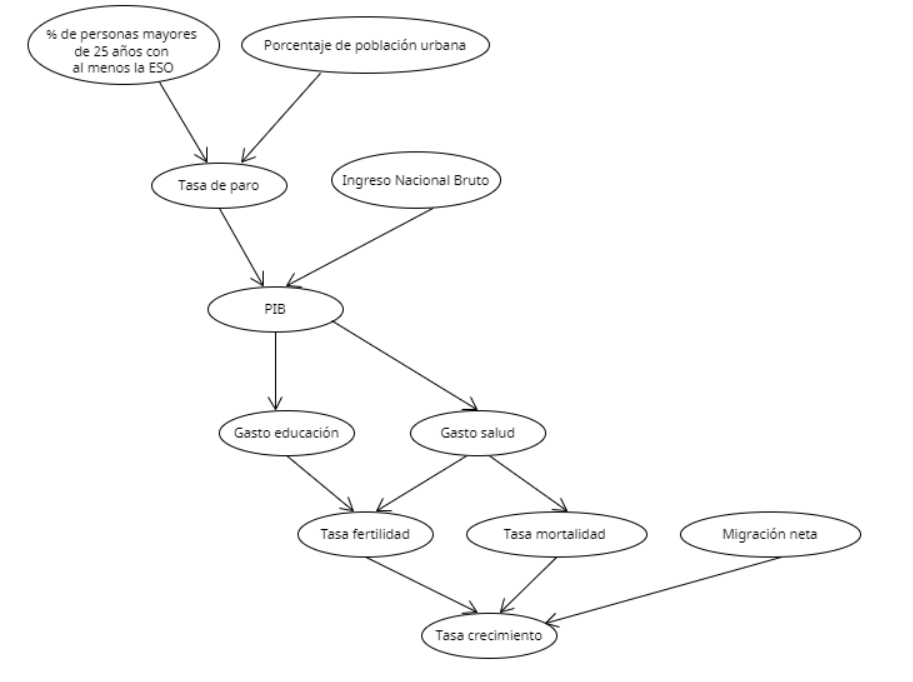 % de personas mayores
de 25 años con
al menos la ESO
Porcentaje de población urbana
Tasa de paro
Ingreso Nacional Bruto
PIB
Gasto educación
Gasto salud
Tasa fertilidad
Tasa mortalidad
Migración neta
Tasa crecimiento